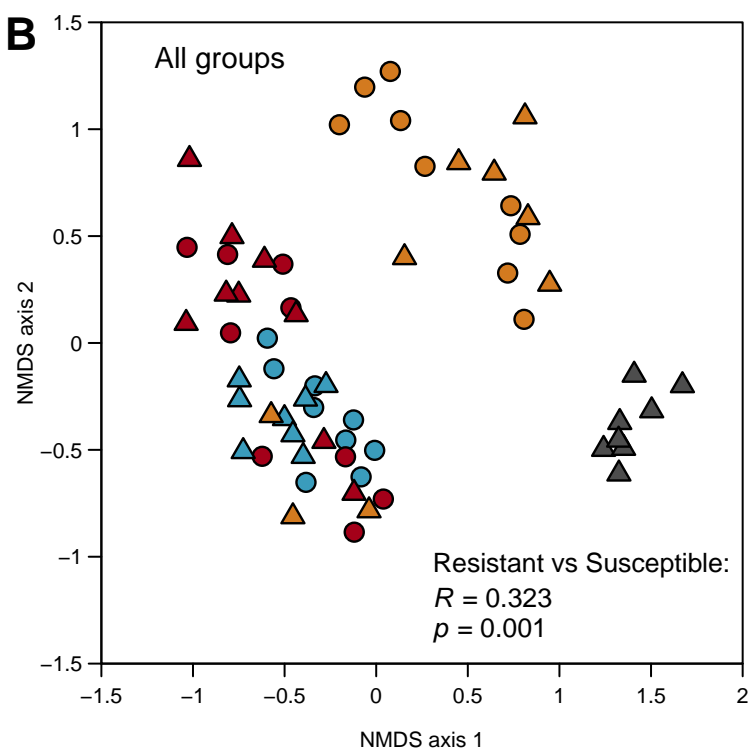 B
All groups
1.5
1
0.5
0
−0.5
−1
−1.5
NMDS axis 2
Resistant vs Susceptible:
R = 0.323
p = 0.001
−1.5 −1 −0.5 0 0.5 1 1.5 2
NMDS axis 1